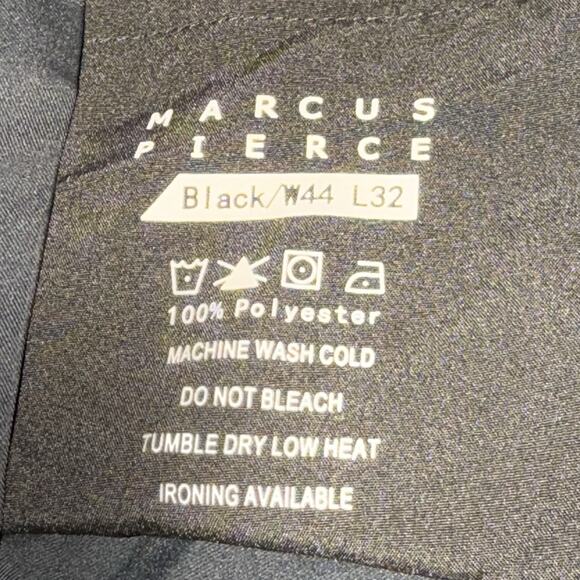 MARCUS
PIERCE
Black/W44 L32
100% Polyester
MACHINE WASH COLD
DO NOT BLEACH
TUMBLE DRY LOW HEAT
IRONING AVAILABLE